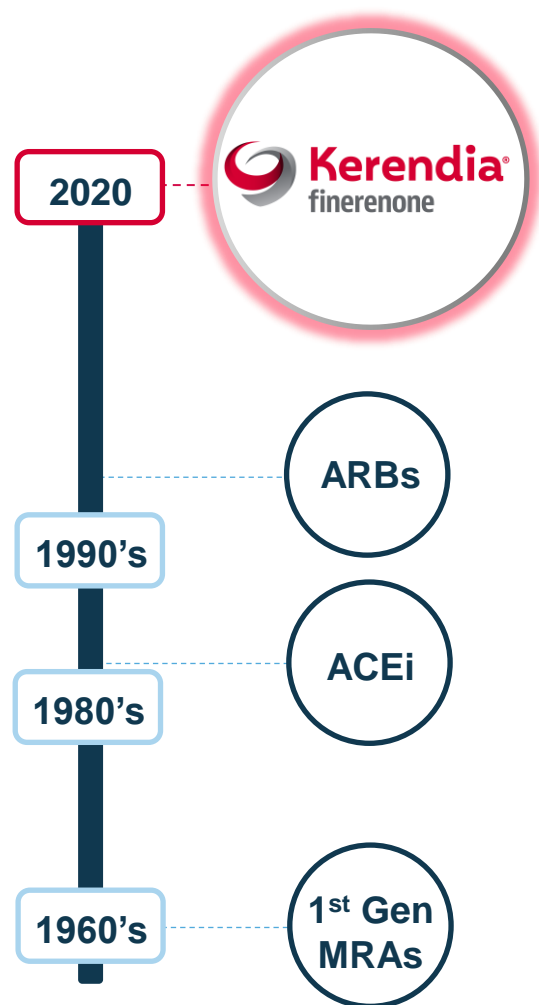 2020
Kerendia®
finerenone
ARBs
1990's
ACEi
1980's
1960's
1st Gen
MRAs